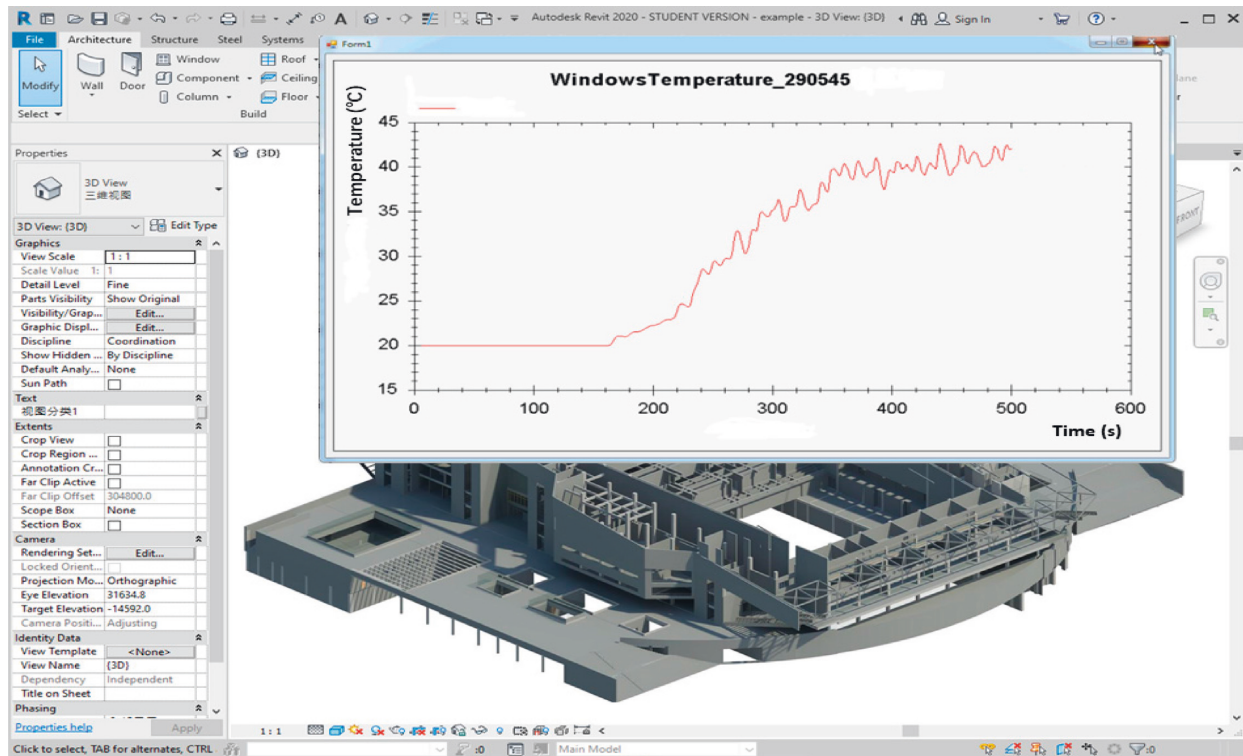 Autodesk Revit 2020 - STUDENT VERSION - example - 3D View: {3D}
Sign In
File Architecture Structure Steel Systems
Modify
Wall
Door
Window
Component
Column
Roof
Ceiling
Floor
Select
Build
Form1
WindowsTemperature_290545
Temperature (℃)
45
40
35
30
25
20
15
0 100 200 300 400 500 600
Time (s)
Properties
{3D}
3D View
三维视图
3D View: {3D} Edit Type
Graphics
View Scale 1 : 1
Scale Value 1: 1
Detail Level Fine
Parts Visibility Show Original
Visibility/Grap... Edit...
Graphic Displ... Edit...
Discipline Coordination
Show Hidden ... By Discipline
Default Analy... None
Sun Path
Text
视图分类1
Extents
Crop View
Crop Region ...
Annotation Cr...
Far Clip Active
Far Clip Offset 304800.0
Scope Box None
Section Box
Camera
Rendering Set... Edit...
Locked Orient...
Projection Mo... Orthographic
Eye Elevation 31634.8
Target Elevation -14592.0
Camera Positi... Adjusting
Identity Data
View Template <None>
View Name {3D}
Dependency Independent
Title on Sheet
Phasing
Properties help Apply
1 : 1
Click to select, TAB for alternates, CTRL
:0
Main Model
:0
FRONT